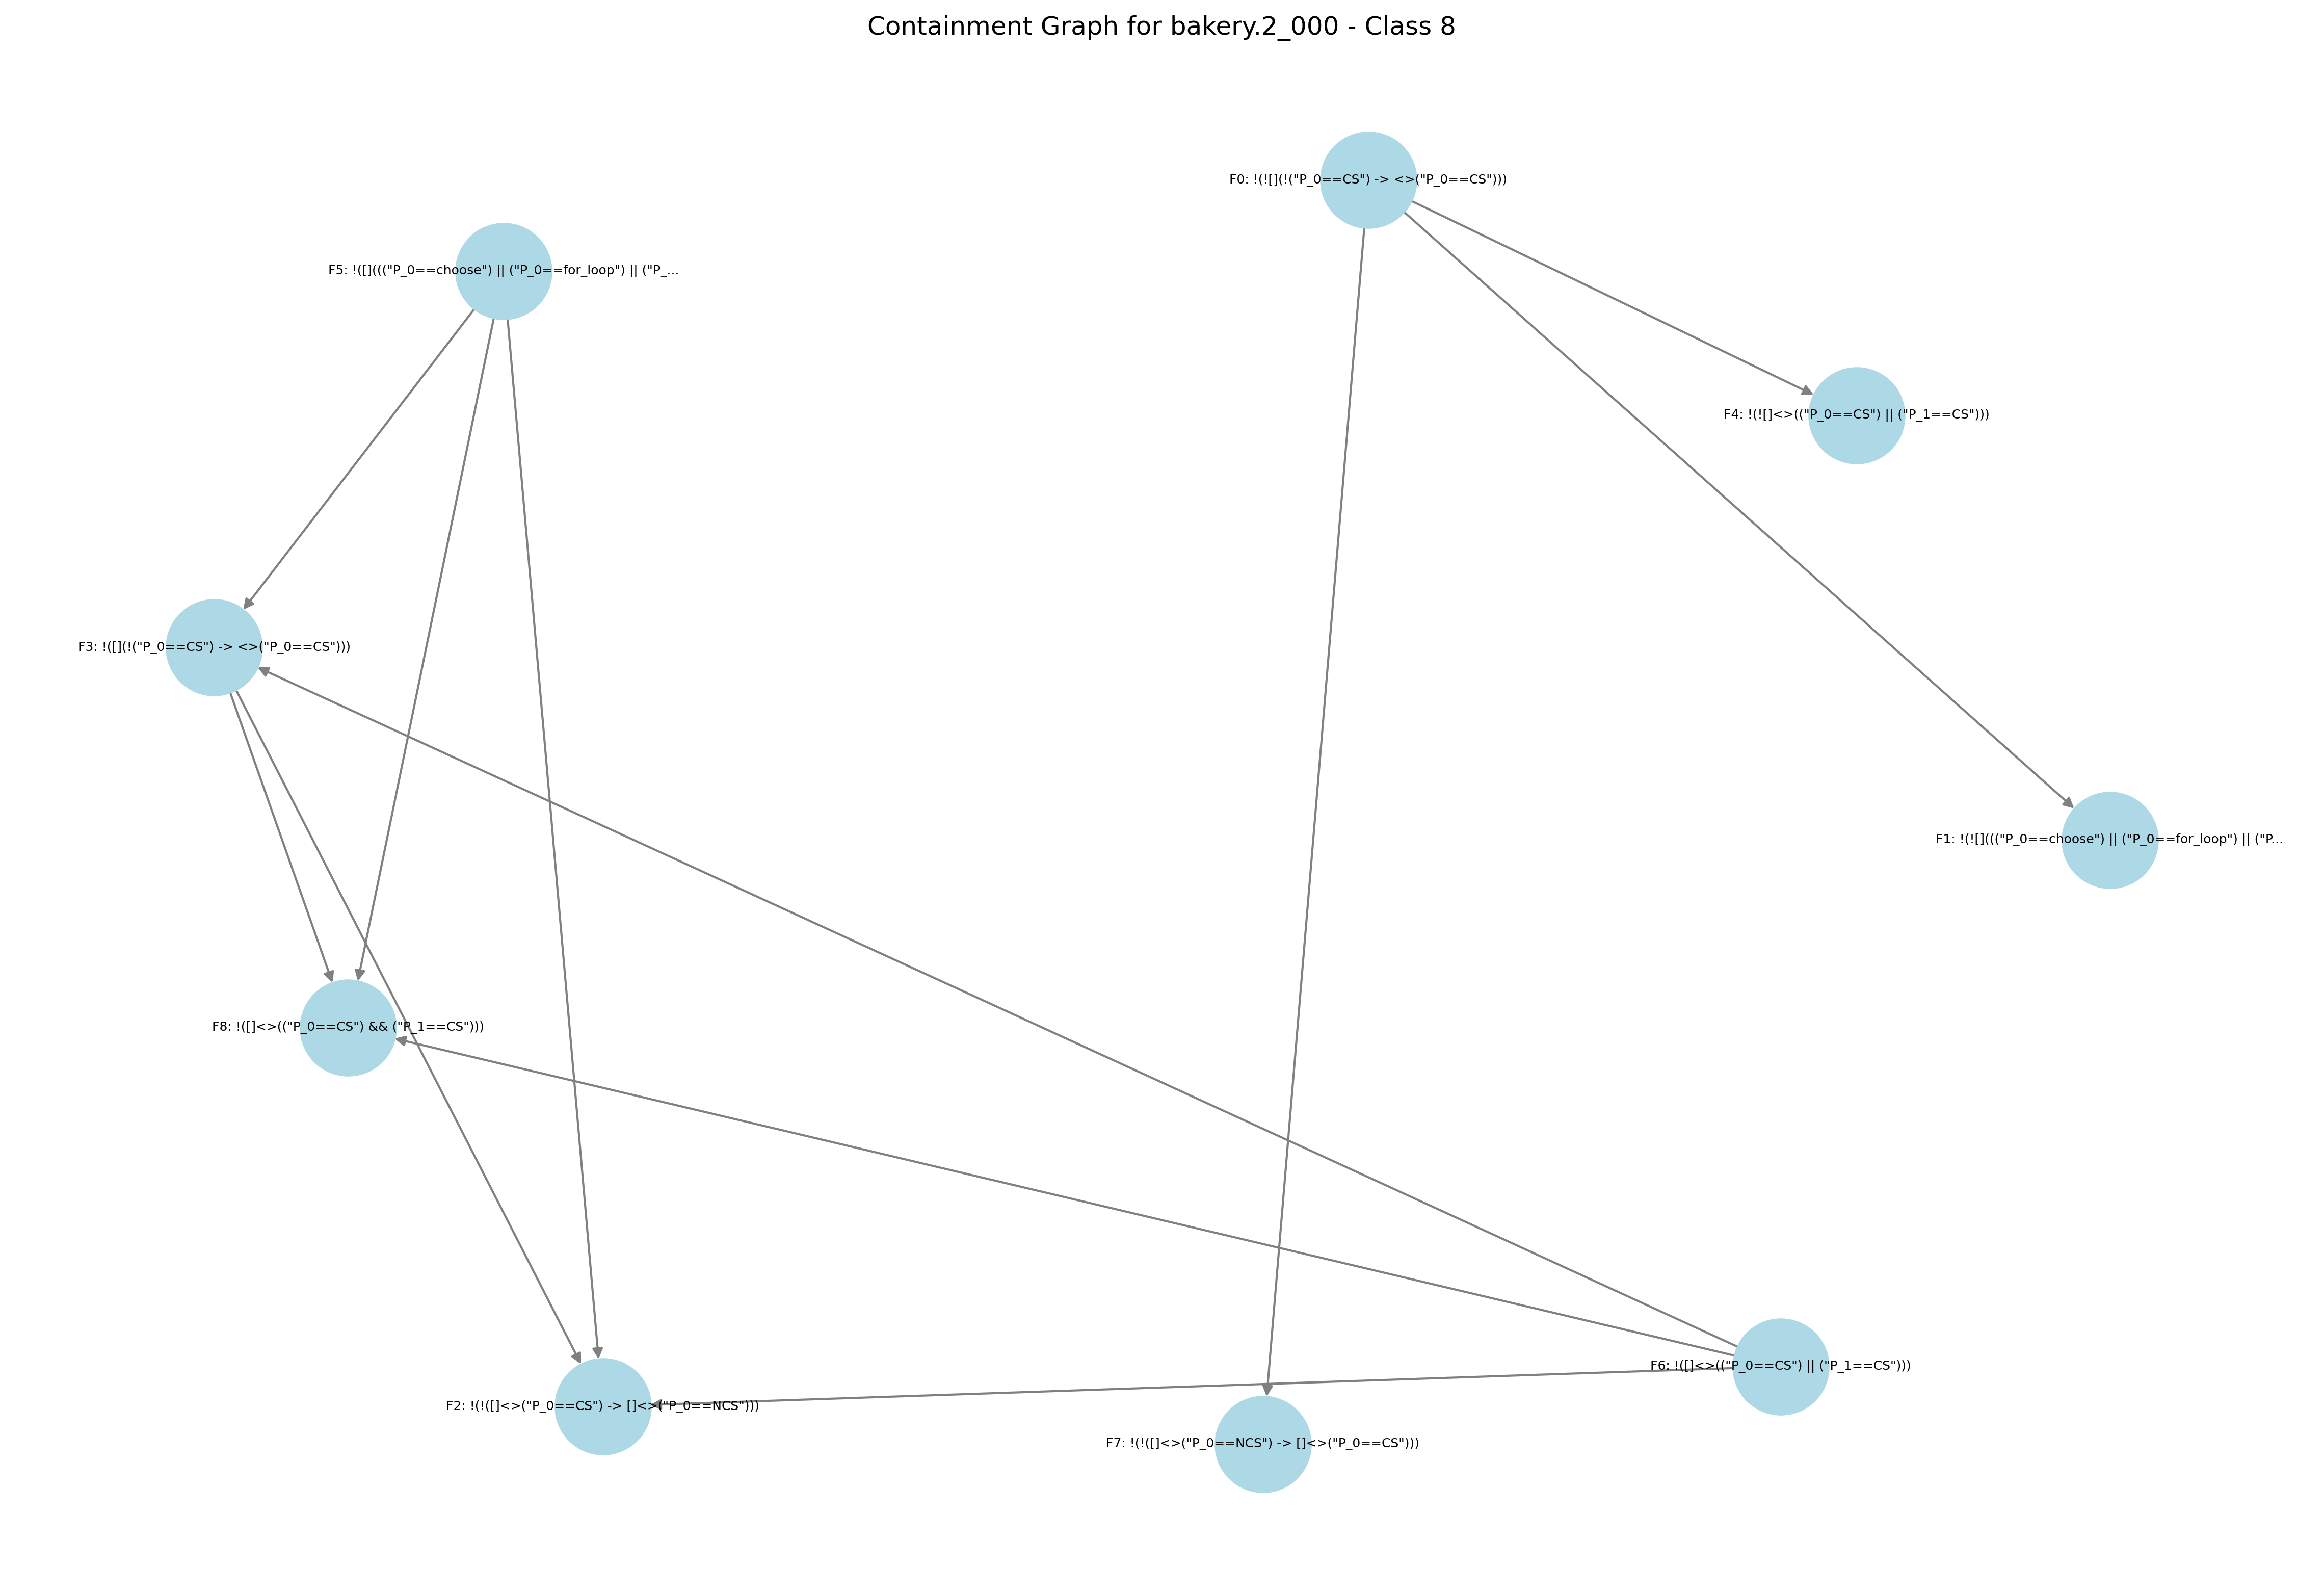 Containment Graph for bakery.2_000 - Class 8
F0: !(![](!("P_0==CS") -> <>("P_0==CS")))
F5: !([]((("P_0==choose") || ("P_0==for_loop") || ("P_...
F4: !(![]<>(("P_0==CS") || ("P_1==CS")))
F3: !([](!("P_0==CS") -> <>("P_0==CS")))
F1: !(![]((("P_0==choose") || ("P_0==for_loop") || ("P...
F8: !([]<>(("P_0==CS") && ("P_1==CS")))
F6: !([]<>(("P_0==CS") || ("P_1==CS")))
F2: !(!([]<>("P_0==CS") -> []<>("P_0==NCS")))
F7: !(!([]<>("P_0==NCS") -> []<>("P_0==CS")))